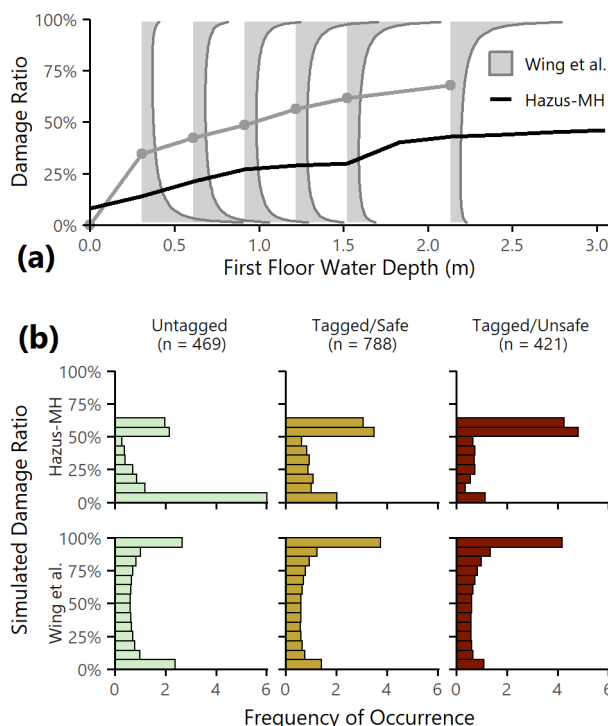 100%
75%
50%
25%
0%
Damage Ratio
Wing et al.
Hazus-MH
0.0
0.5
1.0
1.5
2.0
2.5
3.0
First Floor Water Depth (m)
(a)
(b)
Untagged
(n = 469)
Tagged/Safe
(n = 788)
Tagged/Unsafe
(n = 421)
Simulated Damage Ratio
Hazus-MH
100%
75%
50%
25%
0%
Wing et al.
100%
75%
50%
25%
0%
0 2 4 6
0 2 4 6
0 2 4 6
Frequency of Occurrence